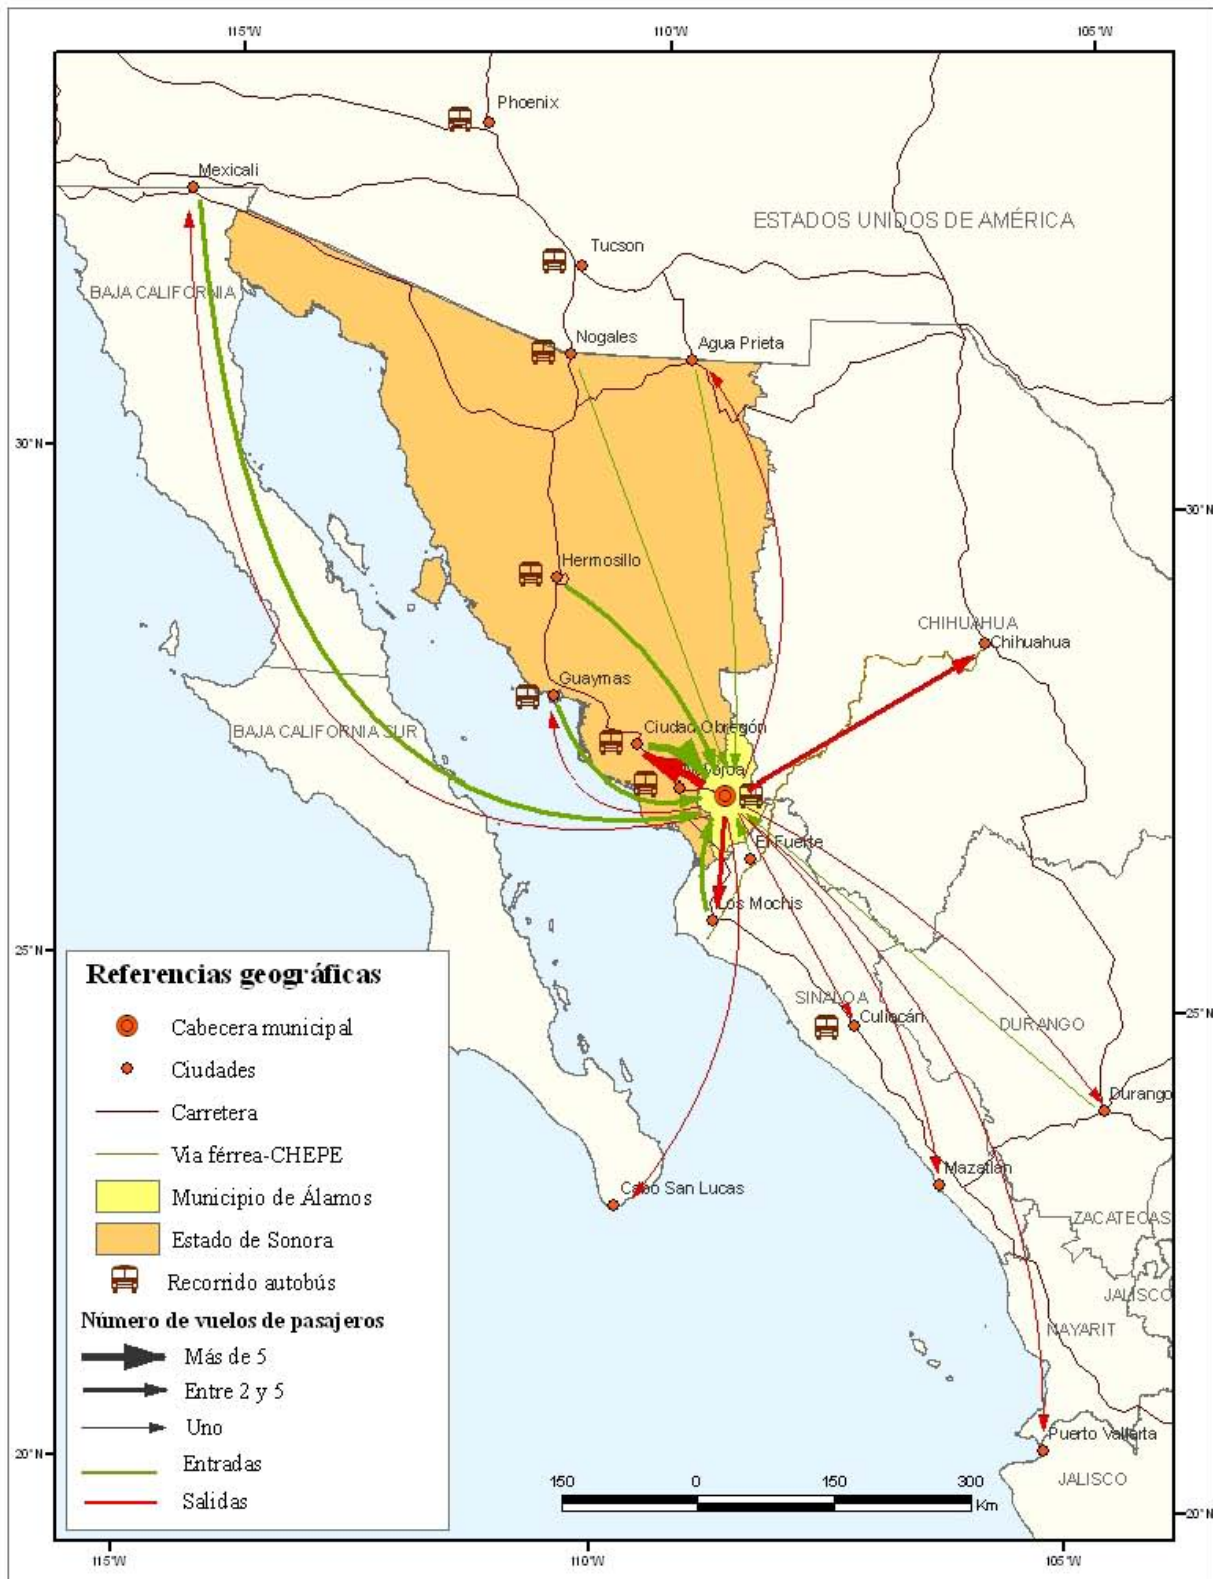 115°W 110°W 105°W
Phoenix
Mexicali
ESTADOS UNIDOS DE AMÉRICA
Tucson
BAJA CALIFORNIA
Nogales
Agua Prieta
30°N
30°N
Hermosillo
CHIHUAHUA
Chihuahua
Guaymas
Ciudad Obregón
BAJA CALIFORNIA SUR
El Fuerte
Los Mochis
25°N
SINALOA
25°N
Culiacán
DURANGO
Durango
Mazatlán
Cabo San Lucas
ZACATECAS
JALISCO
NAYARIT
Puerto Vallarta
JALISCO
20°N
20°N
Referencias geográficas
Cabecera municipal
Ciudades
Carretera
Via férrea-CHEPE
Municipio de Álamos
Estado de Sonora
Recorrido autobús
Número de vuelos de pasajeros
Más de 5
Entre 2 y 5
Uno
Entradas
Salidas
150 0 150 300
Km
115°W 110°W 105°W